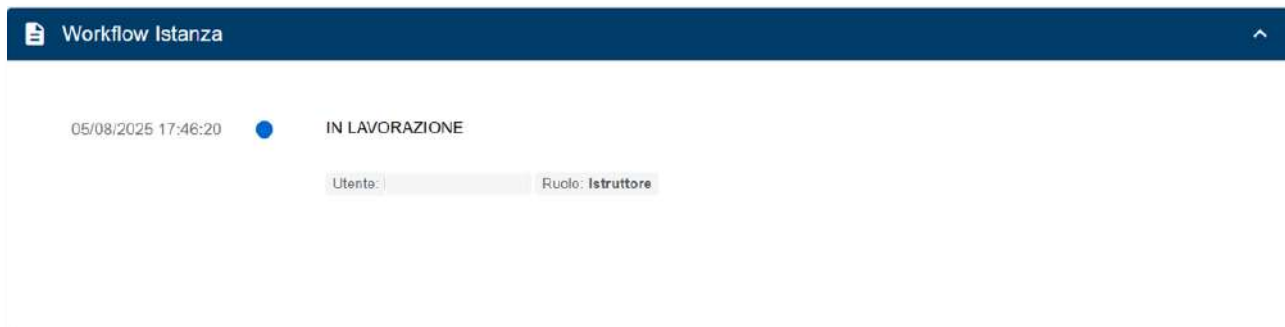 Workflow Istanza
05/08/2025 17:46:20 IN LAVORAZIONE
Utente: Ruolo: Istruttore